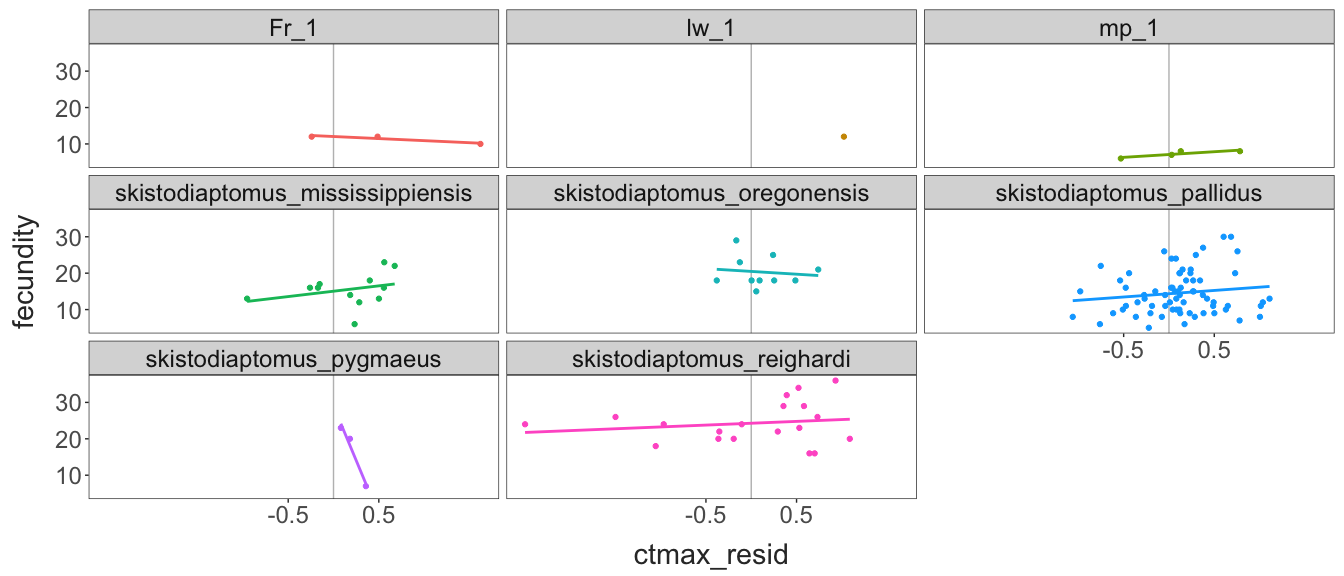 Fr_1
lw_1
mp_1
30
20
10
skistodiaptomus_mississippiensis
skistodiaptomus_oregonensis
skistodiaptomus_pallidus
30
20
10
-0.5
0.5
skistodiaptomus_pygmaeus
skistodiaptomus_reighardi
30
20
10
-0.5
0.5
-0.5
0.5
fecundity
ctmax_resid